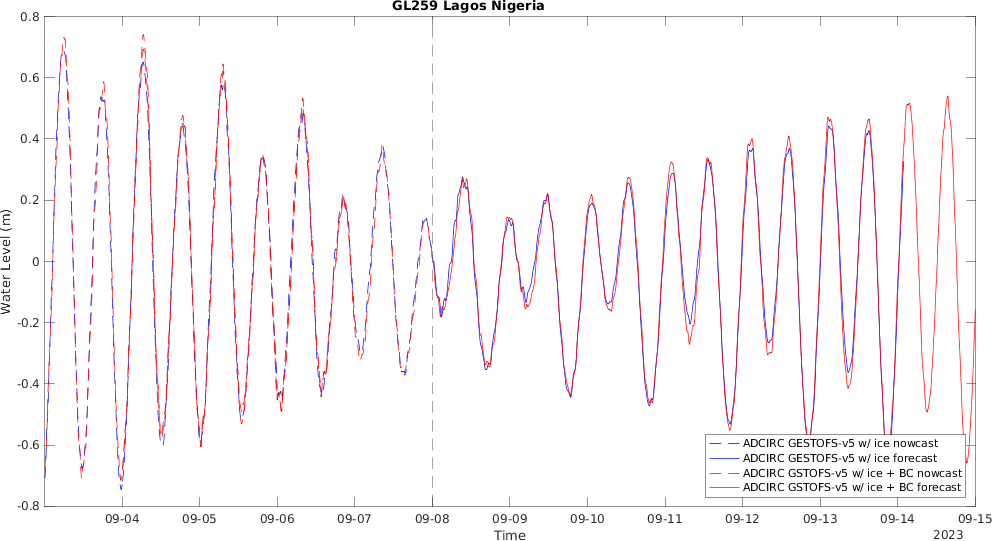 GL259 Lagos Nigeria
0.8
0.6
0.4
0.2
0
-0.2
-0.4
-0.6
-0.8
Water Level (m)
ADCIRC GESTOFS-v5 w/ ice nowcast
ADCIRC GESTOFS-v5 w/ ice forecast
ADCIRC GSTOFS-v5 w/ ice + BC nowcast
ADCIRC GSTOFS-v5 w/ ice + BC forecast
09-04 09-05 09-06 09-07 09-08 09-09 09-10 09-11 09-12 09-13 09-14 09-15
Time
2023